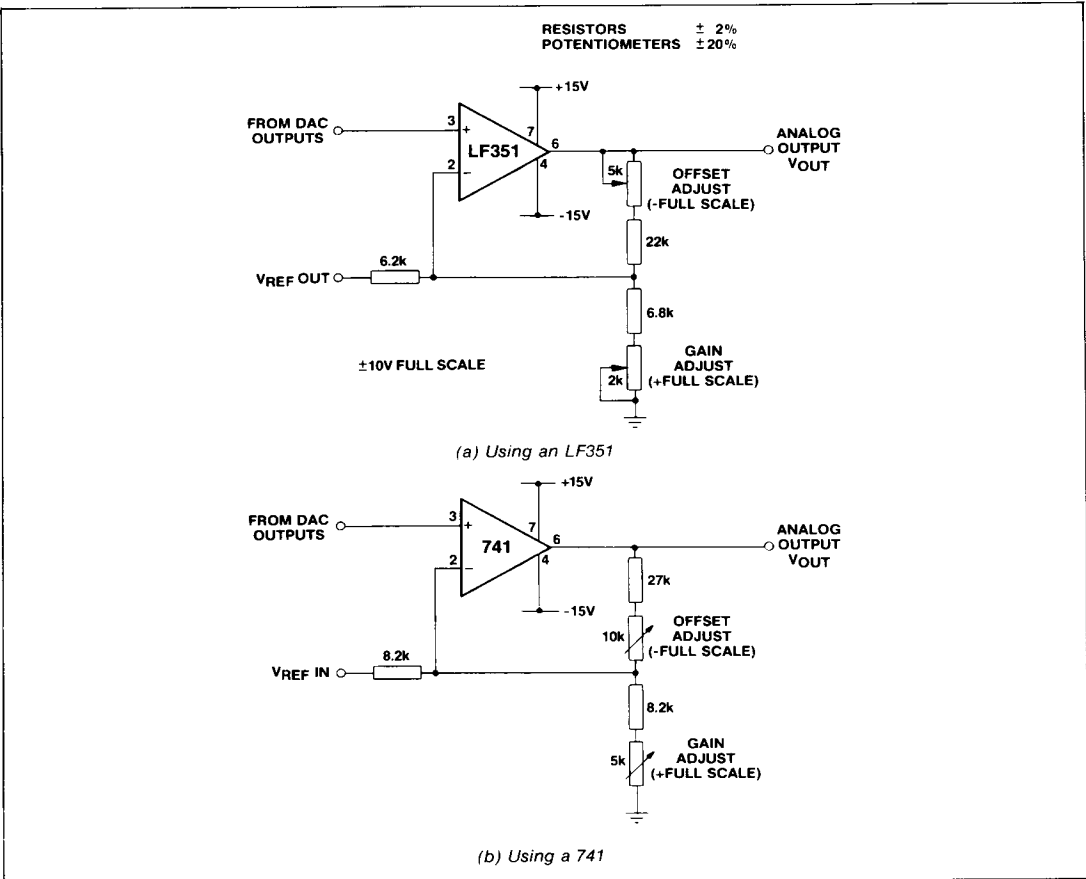 RESISTORS ± 2%
POTENTIOMETERS ±20%
+15V
FROM DAC
OUTPUTS
3
+
7
LF351
6
2
−
4
-15V
ANALOG
OUTPUT
VOUT
5k
OFFSET
ADJUST
(-FULL SCALE)
22k
VREF OUT
6.2k
6.8k
±10V FULL SCALE
GAIN
ADJUST
(+FULL SCALE)
2k
(a) Using an LF351
+15V
FROM DAC
OUTPUTS
3
+
7
741
6
2
−
4
-15V
ANALOG
OUTPUT
VOUT
27k
10k
OFFSET
ADJUST
(-FULL SCALE)
VREF IN
8.2k
8.2k
5k
GAIN
ADJUST
(+FULL SCALE)
(b) Using a 741